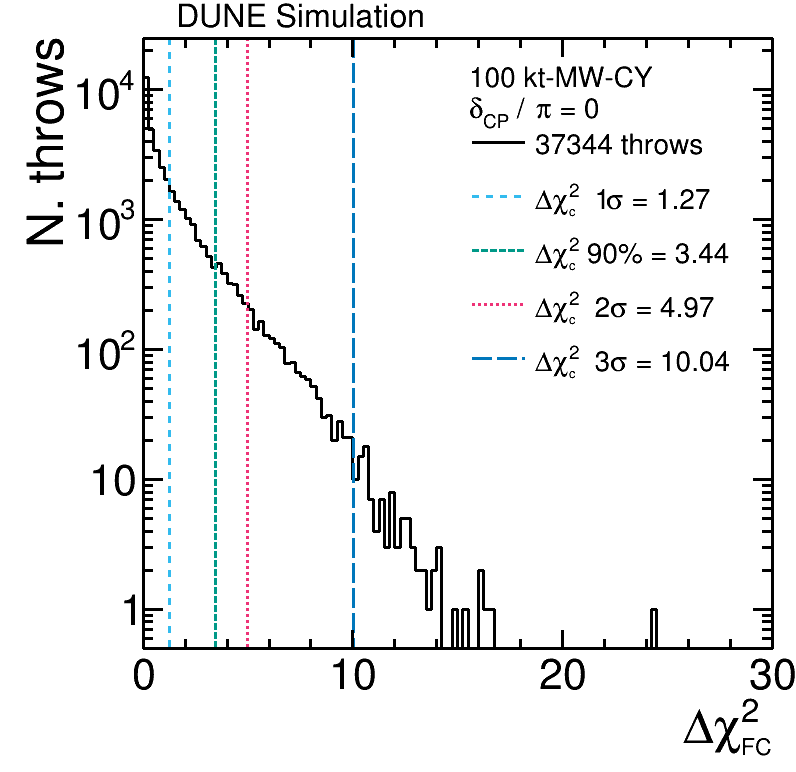 DUNE Simulation
N. throws
10⁴
10³
10²
10
1
100 kt-MW-CY
δCP / π = 0
37344 throws
Δχ²c 1σ = 1.27
Δχ²c 90% = 3.44
Δχ²c 2σ = 4.97
Δχ²c 3σ = 10.04
0 10 20 30
Δχ²FC